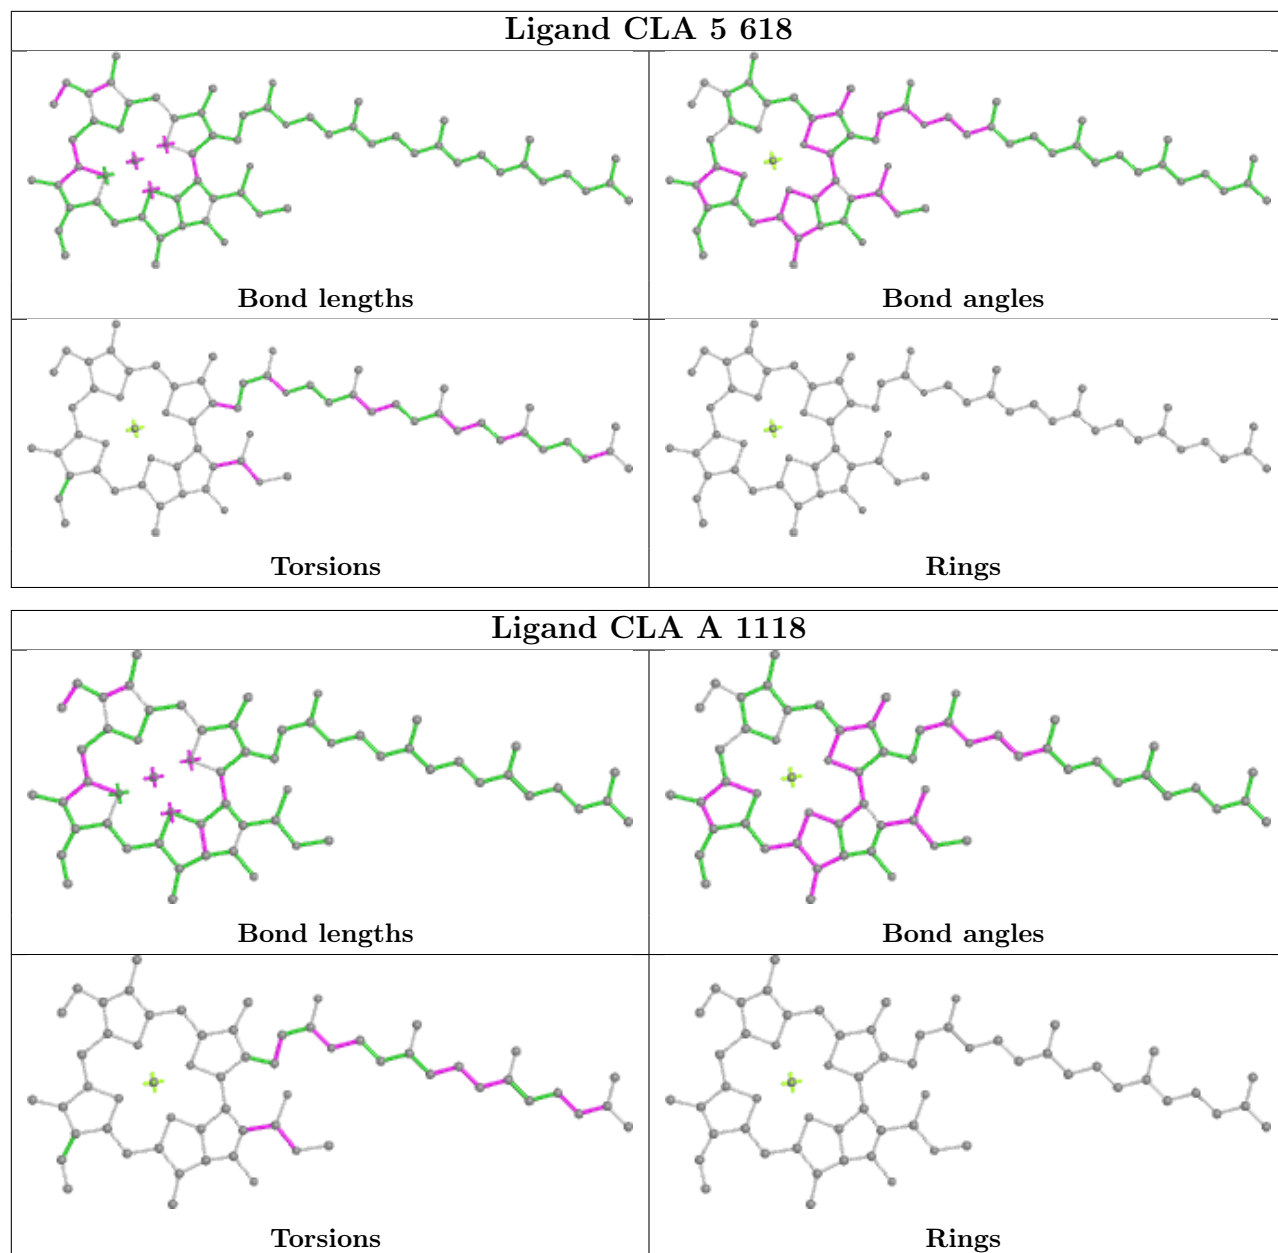 Ligand CLA 5 618
Bond lengths
Bond angles
Torsions
Rings
Ligand CLA A 1118
Bond lengths
Bond angles
Torsions
Rings